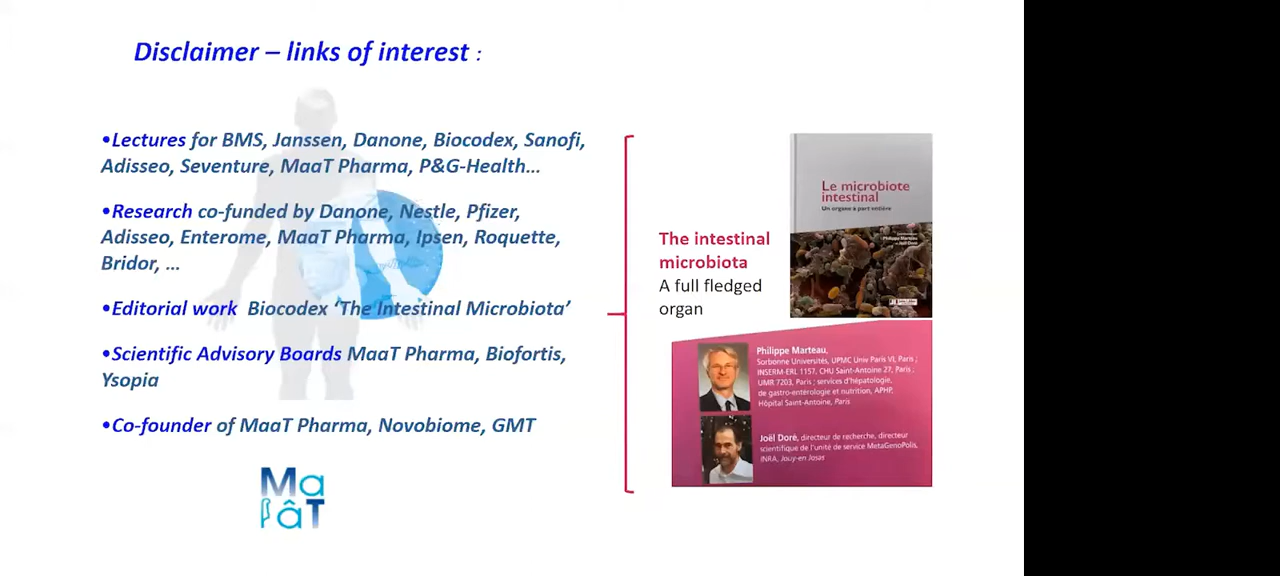 Disclaimer – links of interest :
•Lectures for BMS, Janssen, Danone, Biocodex, Sanofi,
Adisseo, Seventure, MaaT Pharma, P&G-Health…
•Research co-funded by Danone, Nestle, Pfizer,
Adisseo, Enterome, MaaT Pharma, Ipsen, Roquette,
Bridor, …
•Editorial work Biocodex ‘The Intestinal Microbiota’
•Scientific Advisory Boards MaaT Pharma, Biofortis,
Ysopia
•Co-founder of MaaT Pharma, Novobiome, GMT
Ma
âT
The intestinal
microbiota
A full fledged
organ
Le microbiote
intestinal
Un organe à part entière
Philippe Marteau
Joël Doré
Philippe Marteau,
Sorbonne Universités, UPMC Univ Paris VI, Paris ;
INSERM-ERL 1157, CHU Saint-Antoine 27, Paris ;
UMR 7203, Paris ; services d'hépatologie,
de gastro-entérologie et nutrition, APHP,
Hôpital Saint-Antoine, Paris
Joël Doré, directeur de recherche, directeur
scientifique de l'unité de service MetaGenoPolis,
INRA, Jouy-en Josas